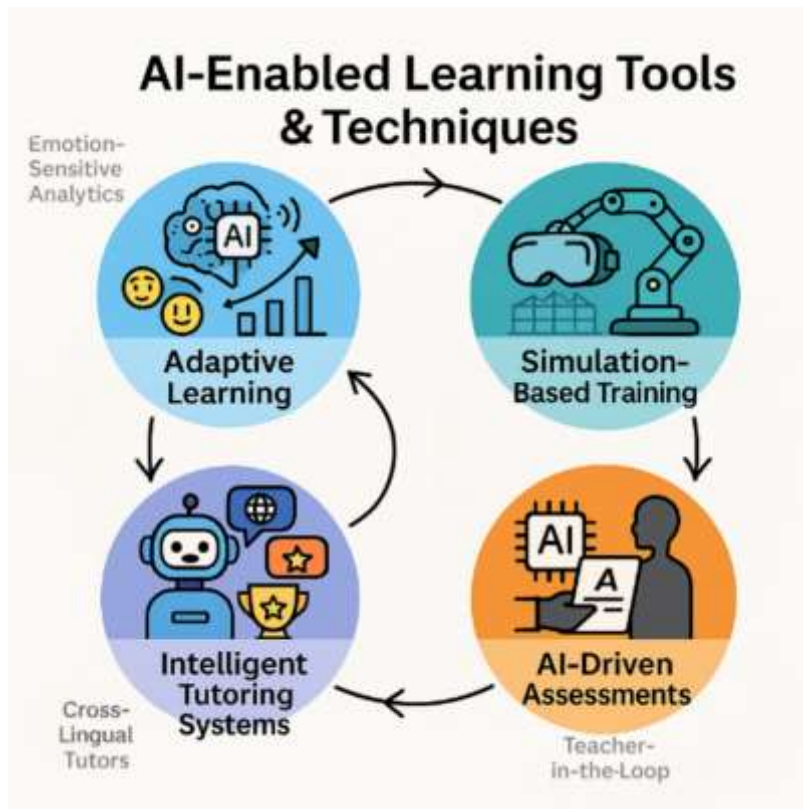 AI-Enabled Learning Tools
& Techniques
Emotion-
Sensitive
Analytics
AI
Adaptive
Learning
Simulation-
Based Training
Intelligent
Tutoring
Systems
AI
A
AI-Driven
Assessments
Cross-
Lingual
Tutors
Teacher-
in-the-Loop